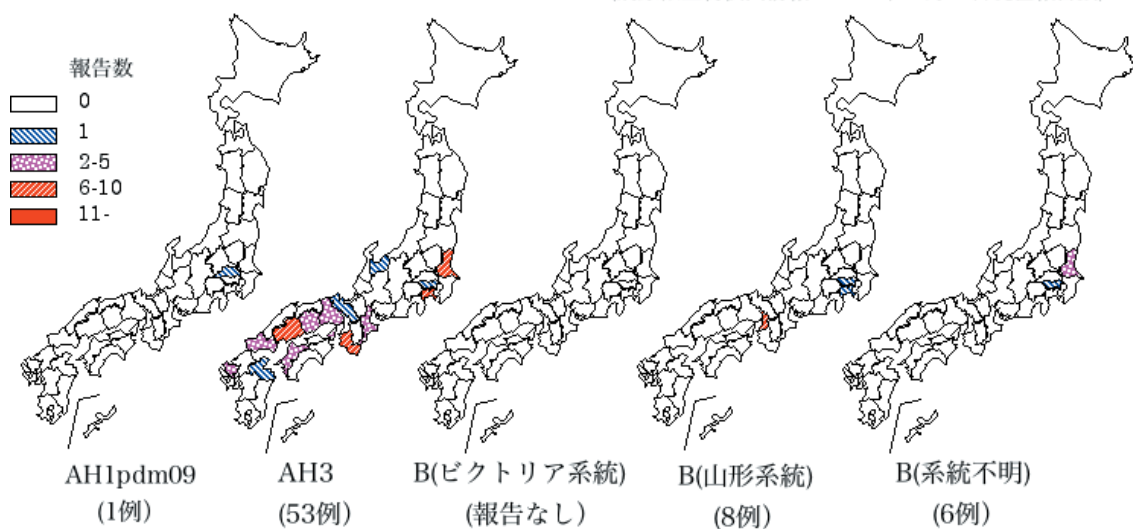 報告数
0
1
2-5
6-10
11-
AH1pdm09
(1例)
AH3
(53例)
B(ビクトリア系統)
(報告なし)
B(山形系統)
(8例)
B(系統不明)
(6例)